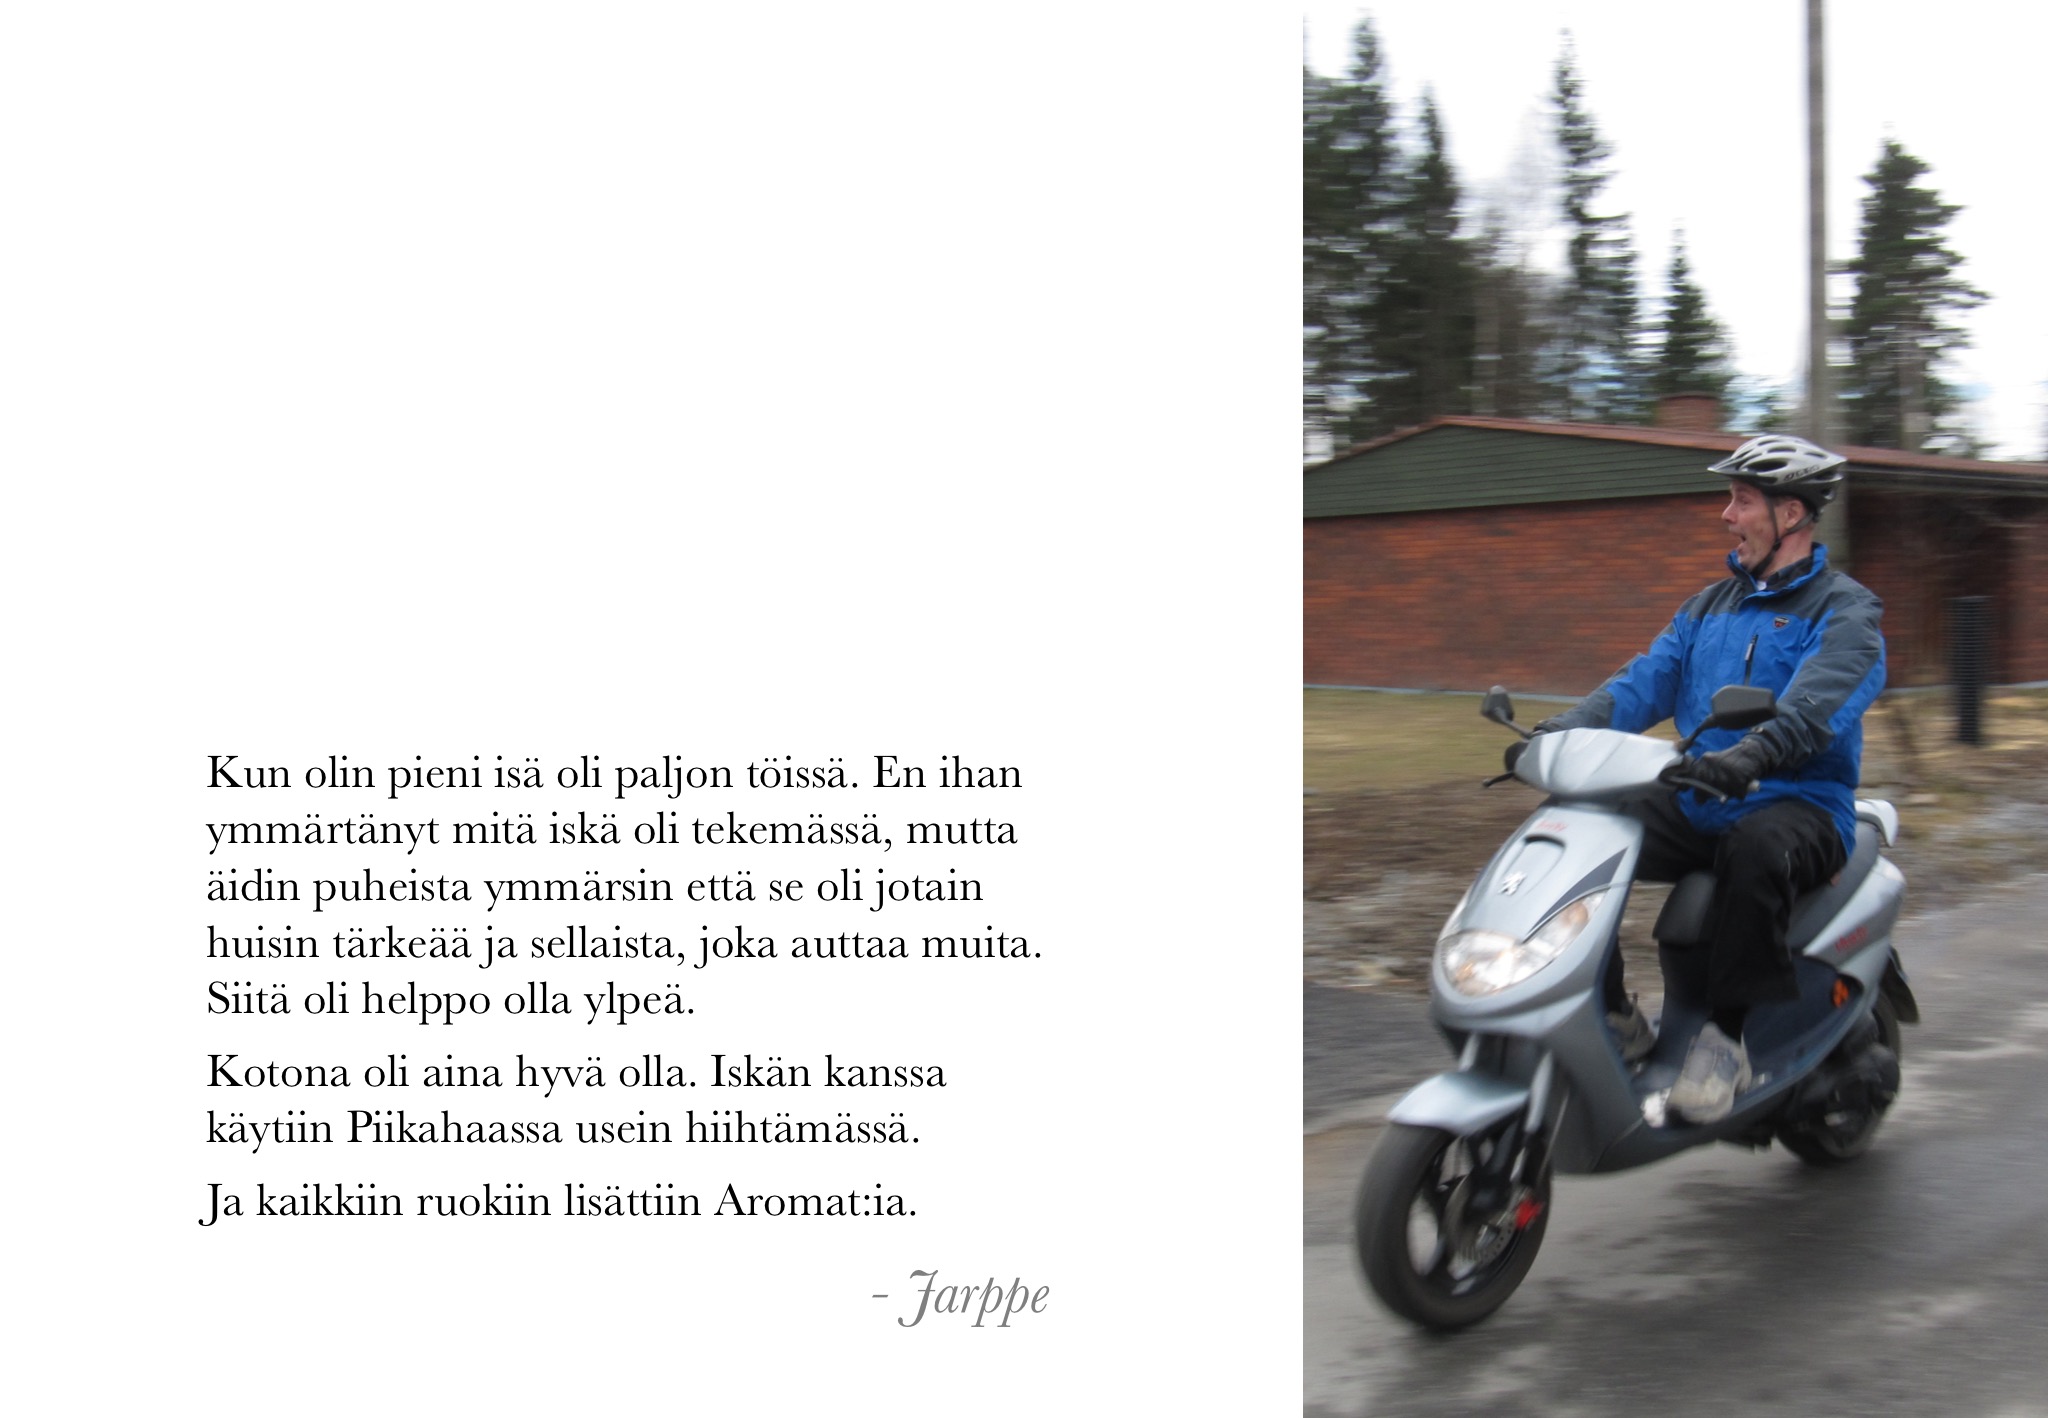 Kun olin pieni isä oli paljon töissä. En ihan
ymmärtänyt mitä iskä oli tekemässä, mutta
äidin puheista ymmärsin että se oli jotain
huisin tärkeää ja sellaista, joka auttaa muita.
Siitä oli helppo olla ylpeä.
Kotona oli aina hyvä olla. Iskän kanssa
käytiin Piikahaassa usein hiihtämässä.
Ja kaikkiin ruokiin lisättiin Aromat:ia.
- Jarppe